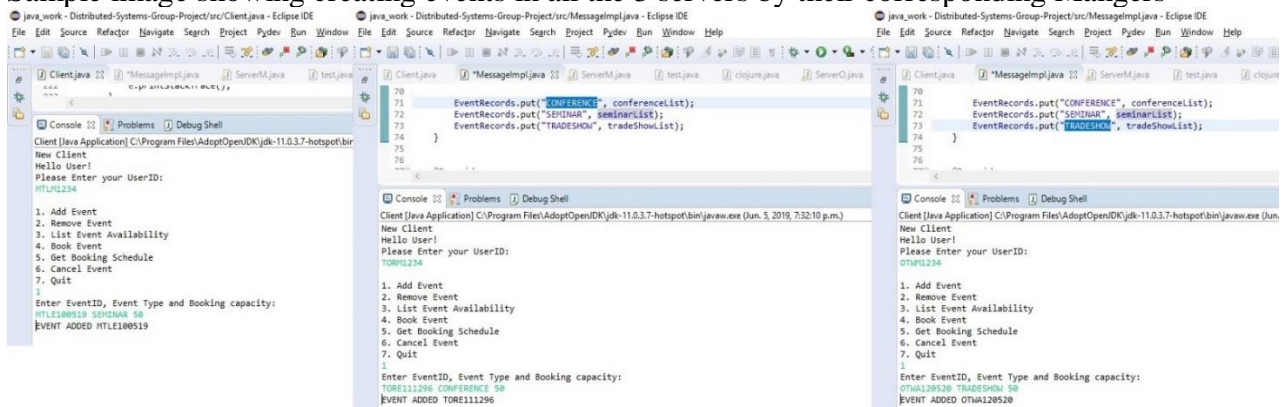 Sample image showing creating events in all the 3 servers by their corresponding Mangers
java_work - Distributed-Systems-Group-Project/src/Client.java - Eclipse IDE
File Edit Source Refactor Navigate Search Project Pydev Run Window
Client.java *MessageImpl.java ServerM.java test.java
222 e.printStackTrace();
Console Problems Debug Shell
Client [Java Application] C:\Program Files\AdoptOpenJDK\jdk-11.0.3.7-hotspot\bin
New Client
Hello User!
Please Enter your UserID:
MTLM1234
1. Add Event
2. Remove Event
3. List Event Availability
4. Book Event
5. Get Booking Schedule
6. Cancel Event
7. Quit
1
Enter EventID, Event Type and Booking capacity:
MTLE100519 SEMINAR 50
EVENT ADDED MTLE100519
java_work - Distributed-Systems-Group-Project/src/MessageImpl.java - Eclipse IDE
File Edit Source Refactor Navigate Search Project Pydev Run Window Help
Client.java *MessageImpl.java ServerM.java test.java clojure.java ServerO.java
70
71 EventRecords.put("CONFERENCE", conferenceList);
72 EventRecords.put("SEMINAR", seminarList);
73 EventRecords.put("TRADESHOW", tradeShowList);
74 }
75
76
Console Problems Debug Shell
Client [Java Application] C:\Program Files\AdoptOpenJDK\jdk-11.0.3.7-hotspot\bin\javaw.exe (Jun. 5, 2019, 7:32:10 p.m.)
New Client
Hello User!
Please Enter your UserID:
TORM1234
1. Add Event
2. Remove Event
3. List Event Availability
4. Book Event
5. Get Booking Schedule
6. Cancel Event
7. Quit
1
Enter EventID, Event Type and Booking capacity:
TORE111296 CONFERENCE 50
EVENT ADDED TORE111296
java_work - Distributed-Systems-Group-Project/src/MessageImpl.java - Eclipse IDE
File Edit Source Refactor Navigate Search Project Pydev Run Window Help
Client.java *MessageImpl.java ServerM.java test.java clojure
70
71 EventRecords.put("CONFERENCE", conferenceList);
72 EventRecords.put("SEMINAR", seminarList);
73 EventRecords.put("TRADESHOW", tradeShowList);
74 }
75
76
Console Problems Debug Shell
Client [Java Application] C:\Program Files\AdoptOpenJDK\jdk-11.0.3.7-hotspot\bin\javaw.exe (Jun.
New Client
Hello User!
Please Enter your UserID:
OTWM1234
1. Add Event
2. Remove Event
3. List Event Availability
4. Book Event
5. Get Booking Schedule
6. Cancel Event
7. Quit
1
Enter EventID, Event Type and Booking capacity:
OTWA120520 TRADESHOW 50
EVENT ADDED OTWA120520